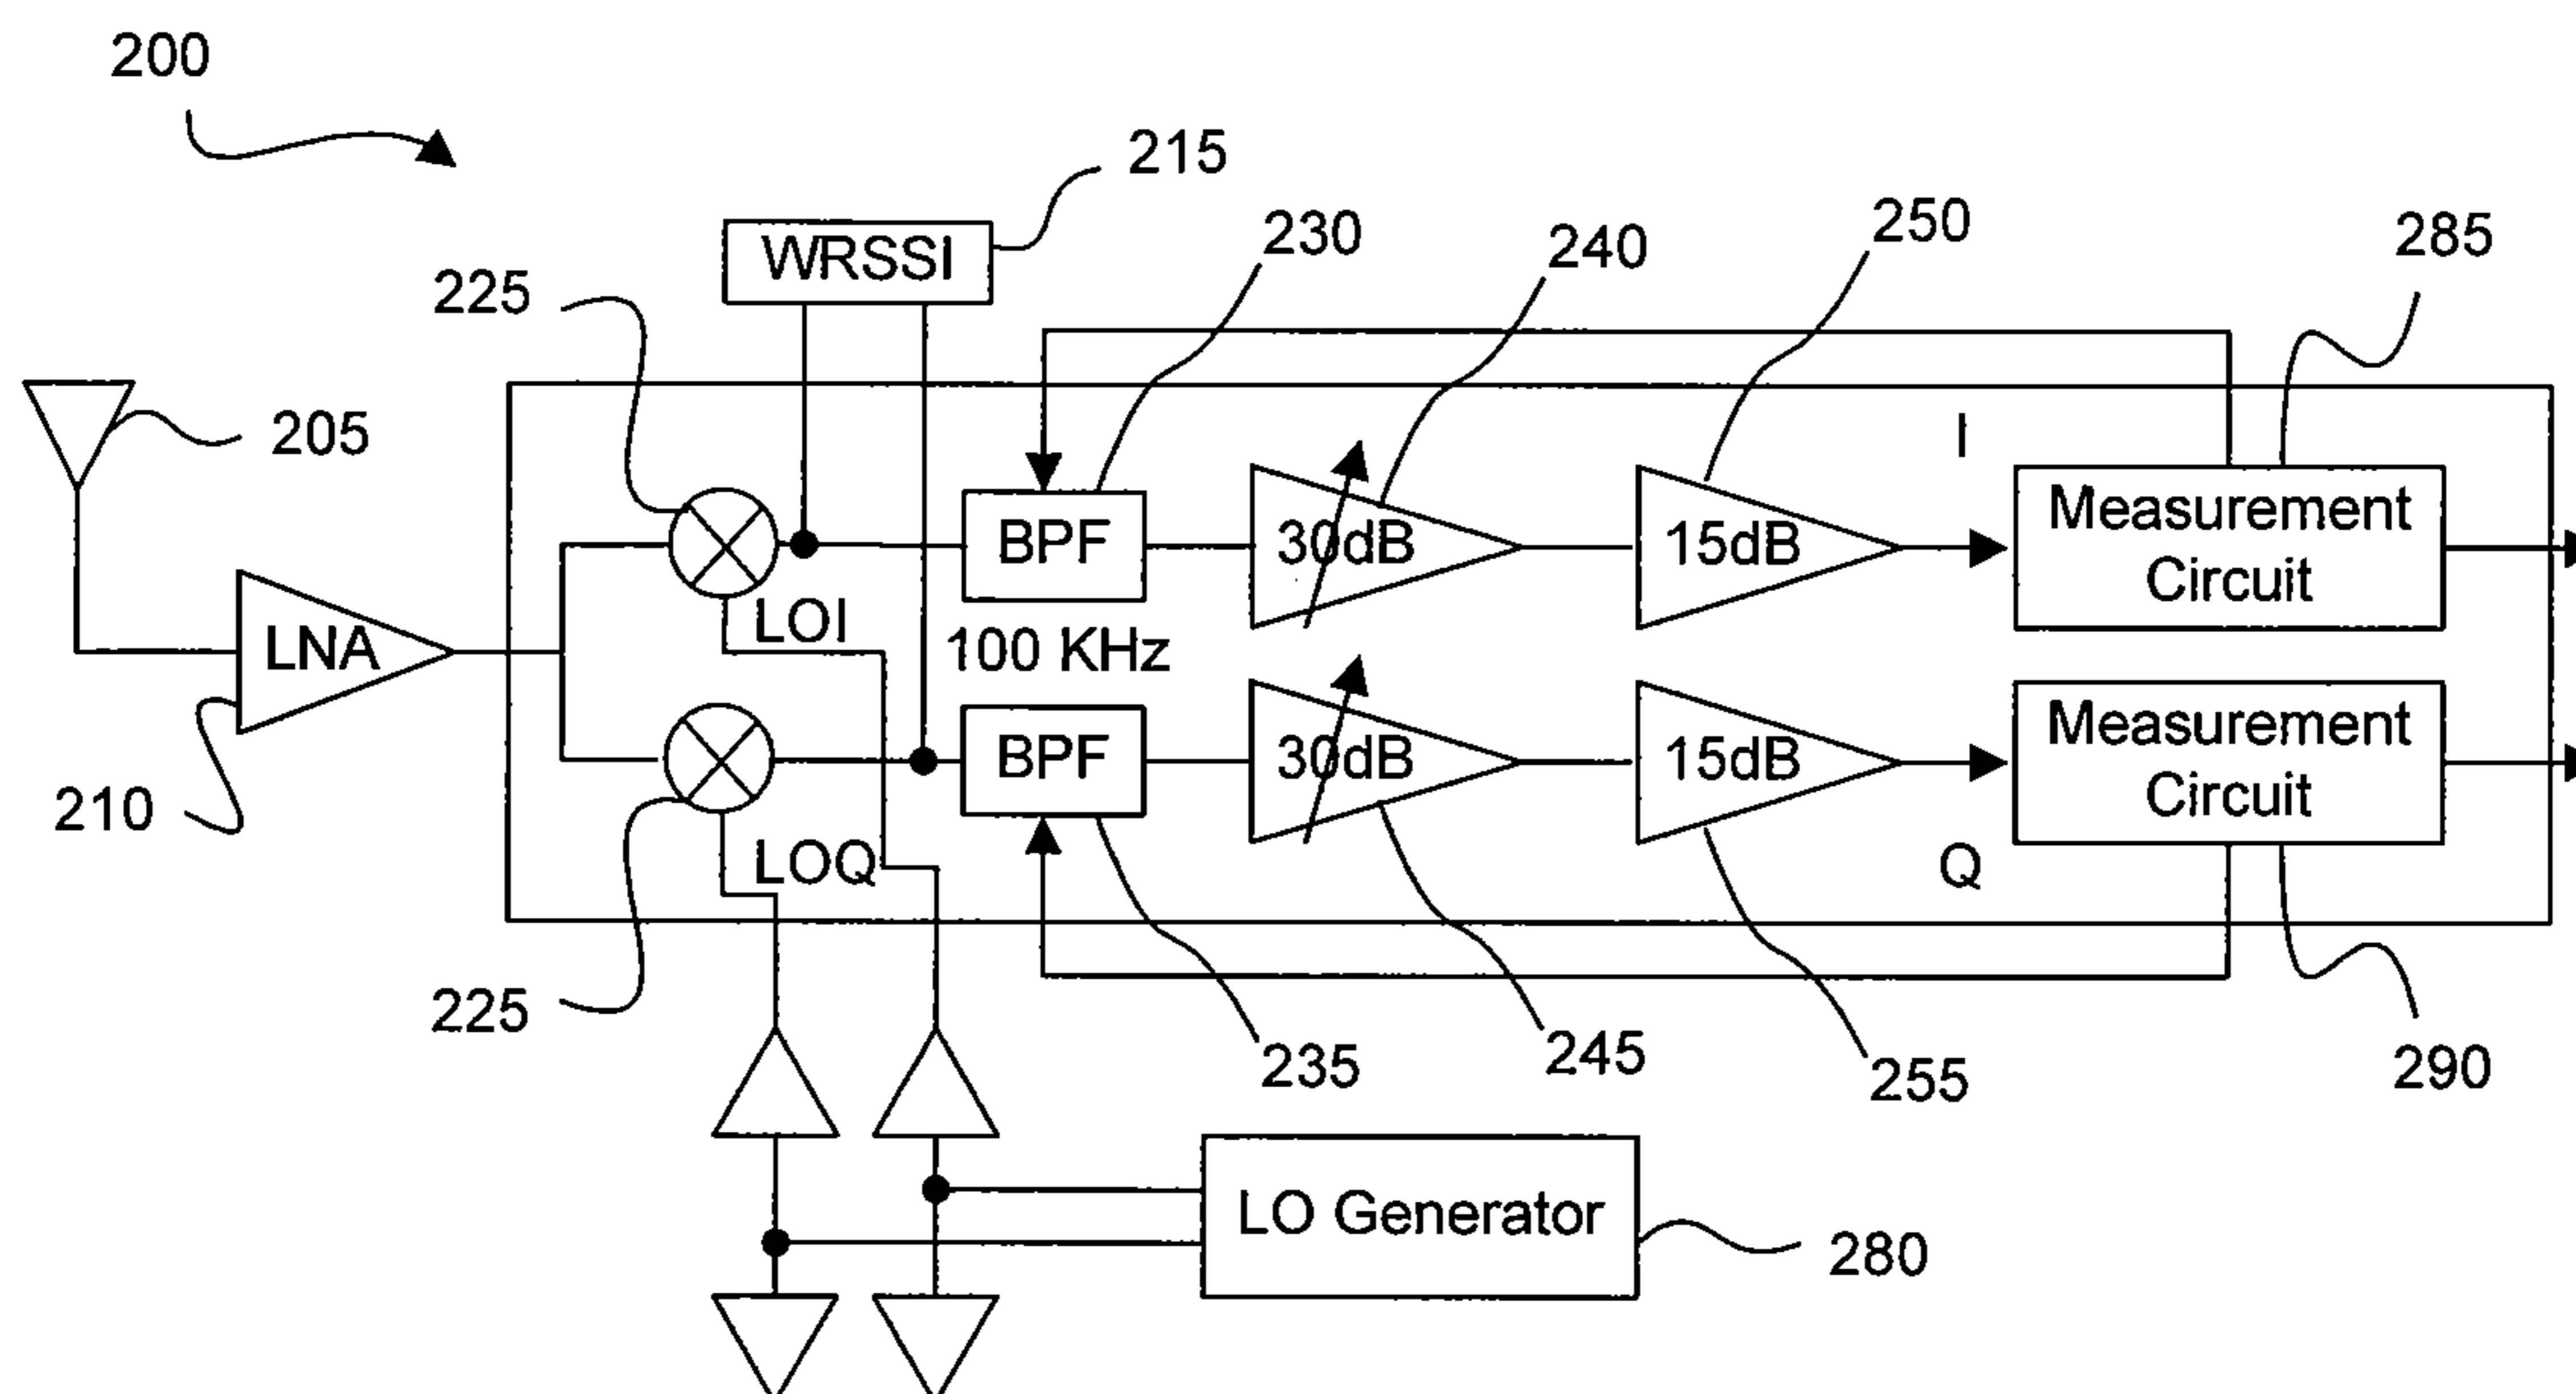 200
215
WRSSI
230
240
250
285
225
205
I
LNA
BPF
30dB
15dB
Measurement
Circuit
LOI
100 KHz
210
BPF
30dB
15dB
Measurement
Circuit
LOQ
Q
225
235
245
255
290
LO Generator
280